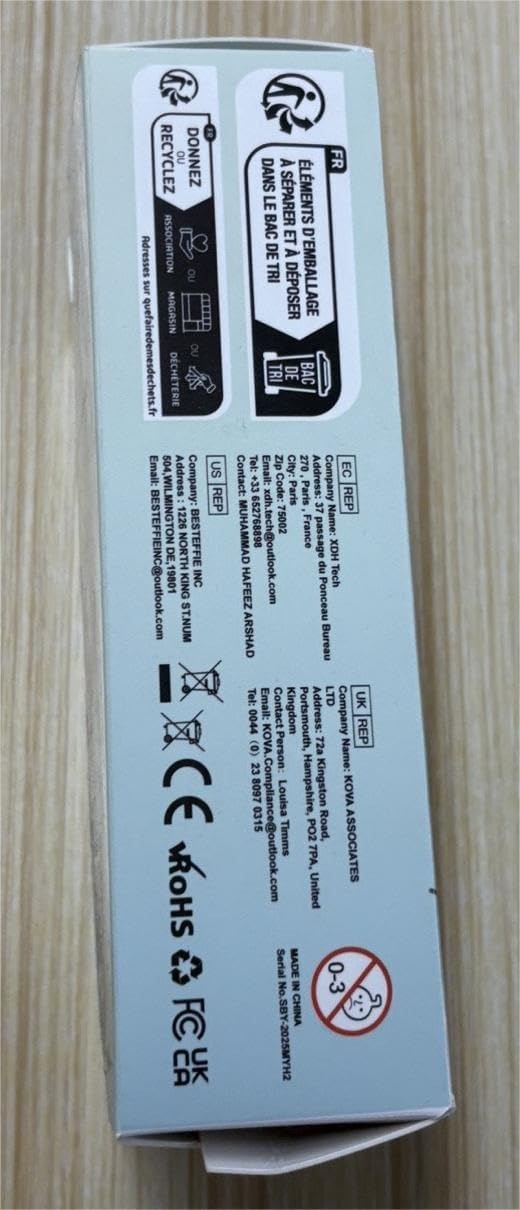 FR
ÉLÉMENTS D'EMBALLAGE
À SÉPARER ET À DÉPOSER
DANS LE BAC DE TRI
BAC
DE
TRI
FR
DONNEZ
OU
RECYCLEZ
ASSOCIATION
OU
MAGASIN
OU
DÉCHÈTERIE
Adresses sur quefairedemesdechets.fr
EC REP
Company Name: XDH Tech
Address: 37 passage du Ponceau Bureau
270 , Paris , France
City: Paris
Zip Code: 75002
Email: xdh.tech@outlook.com
Tel: +33 652768898
Contact: MUHAMMAD HAFEEZ ARSHAD
US REP
Company: BESTEFFIE INC
Address : 1226 NORTH KING ST.NUM
504,WILMINGTON DE,19801
Email: BESTEFFIEINC@outlook.com
UK REP
Company Name: KOVA ASSOCIATES
LTD
Address: 72a Kingston Road,
Portsmouth, Hampshire, PO2 7PA, United
Kingdom
Contact Person: Louisa Timms
Email: KOVA.Compliance@outlook.com
Tel: 0044 (0) 23 8097 0315
CE
RoHS
FC
UK
CA
0-3
MADE IN CHINA
Serial No.SBY-2025MYH2